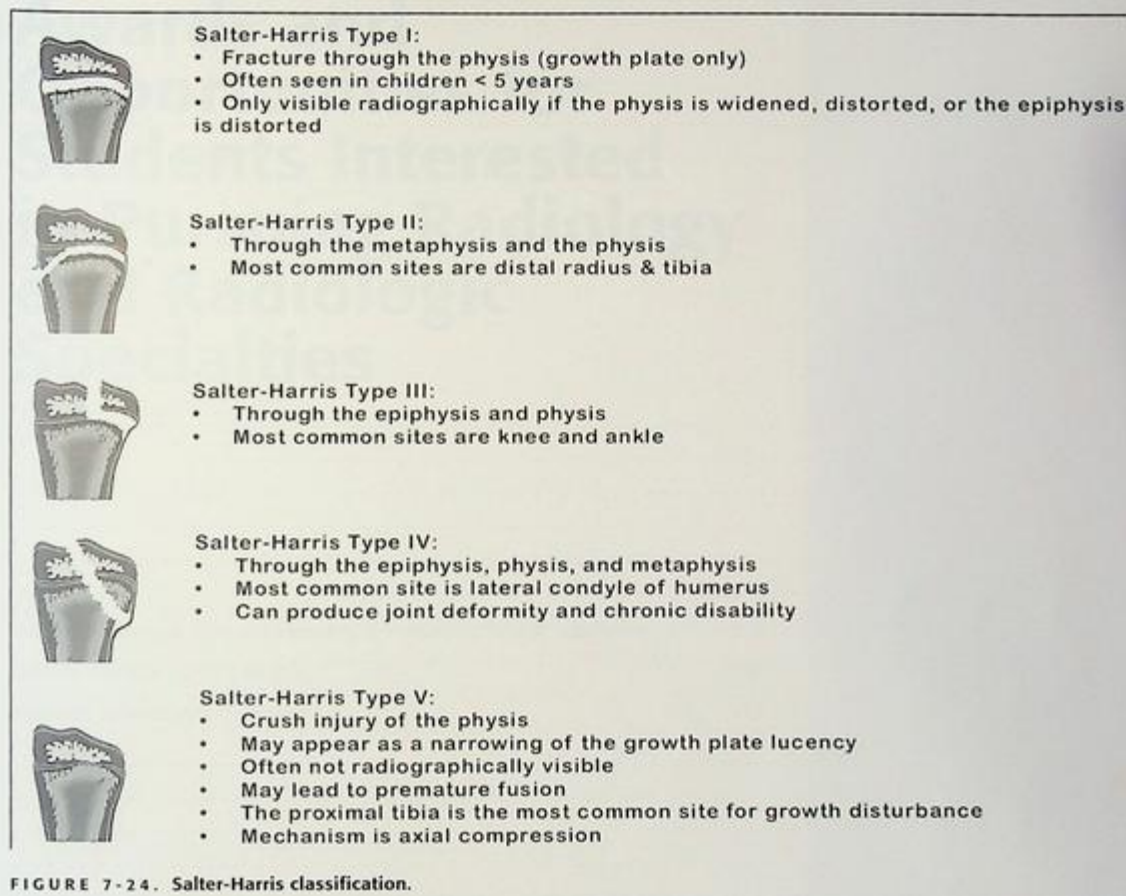 Salter-Harris Type I:
• Fracture through the physis (growth plate only)
• Often seen in children < 5 years
• Only visible radiographically if the physis is widened, distorted, or the epiphysis
is distorted
Salter-Harris Type II:
• Through the metaphysis and the physis
• Most common sites are distal radius & tibia
Salter-Harris Type III:
• Through the epiphysis and physis
• Most common sites are knee and ankle
Salter-Harris Type IV:
• Through the epiphysis, physis, and metaphysis
• Most common site is lateral condyle of humerus
• Can produce joint deformity and chronic disability
Salter-Harris Type V:
• Crush injury of the physis
• May appear as a narrowing of the growth plate lucency
• Often not radiographically visible
• May lead to premature fusion
• The proximal tibia is the most common site for growth disturbance
• Mechanism is axial compression
FIGURE 7-24. Salter-Harris classification.